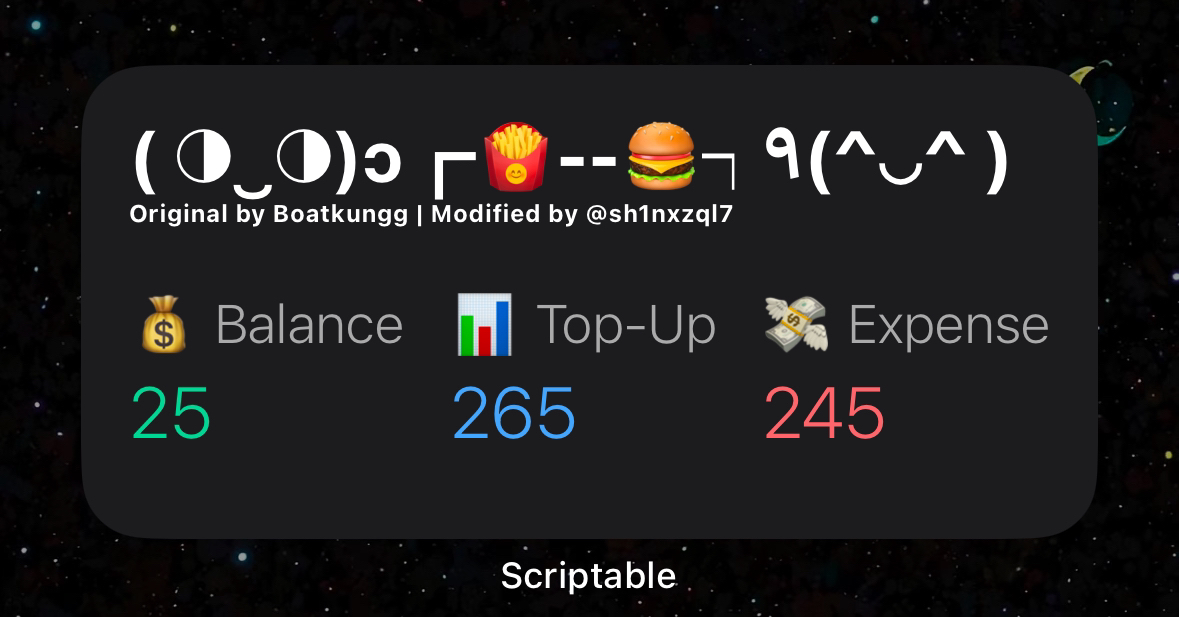 ( ◑‿◑)ɔ ┏🍟--🍔┑ ٩(^◡^ )
Original by Boatkungg | Modified by @sh1nxzql7
💰 Balance 📊 Top-Up 💸 Expense
25 265 245
Scriptable